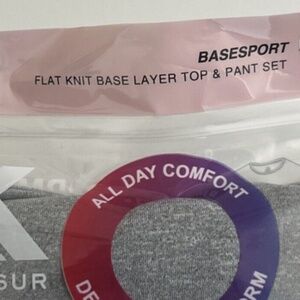 BASESPORT
FLAT KNIT BASE LAYER TOP & PANT SET
ALL DAY COMFORT
SUR